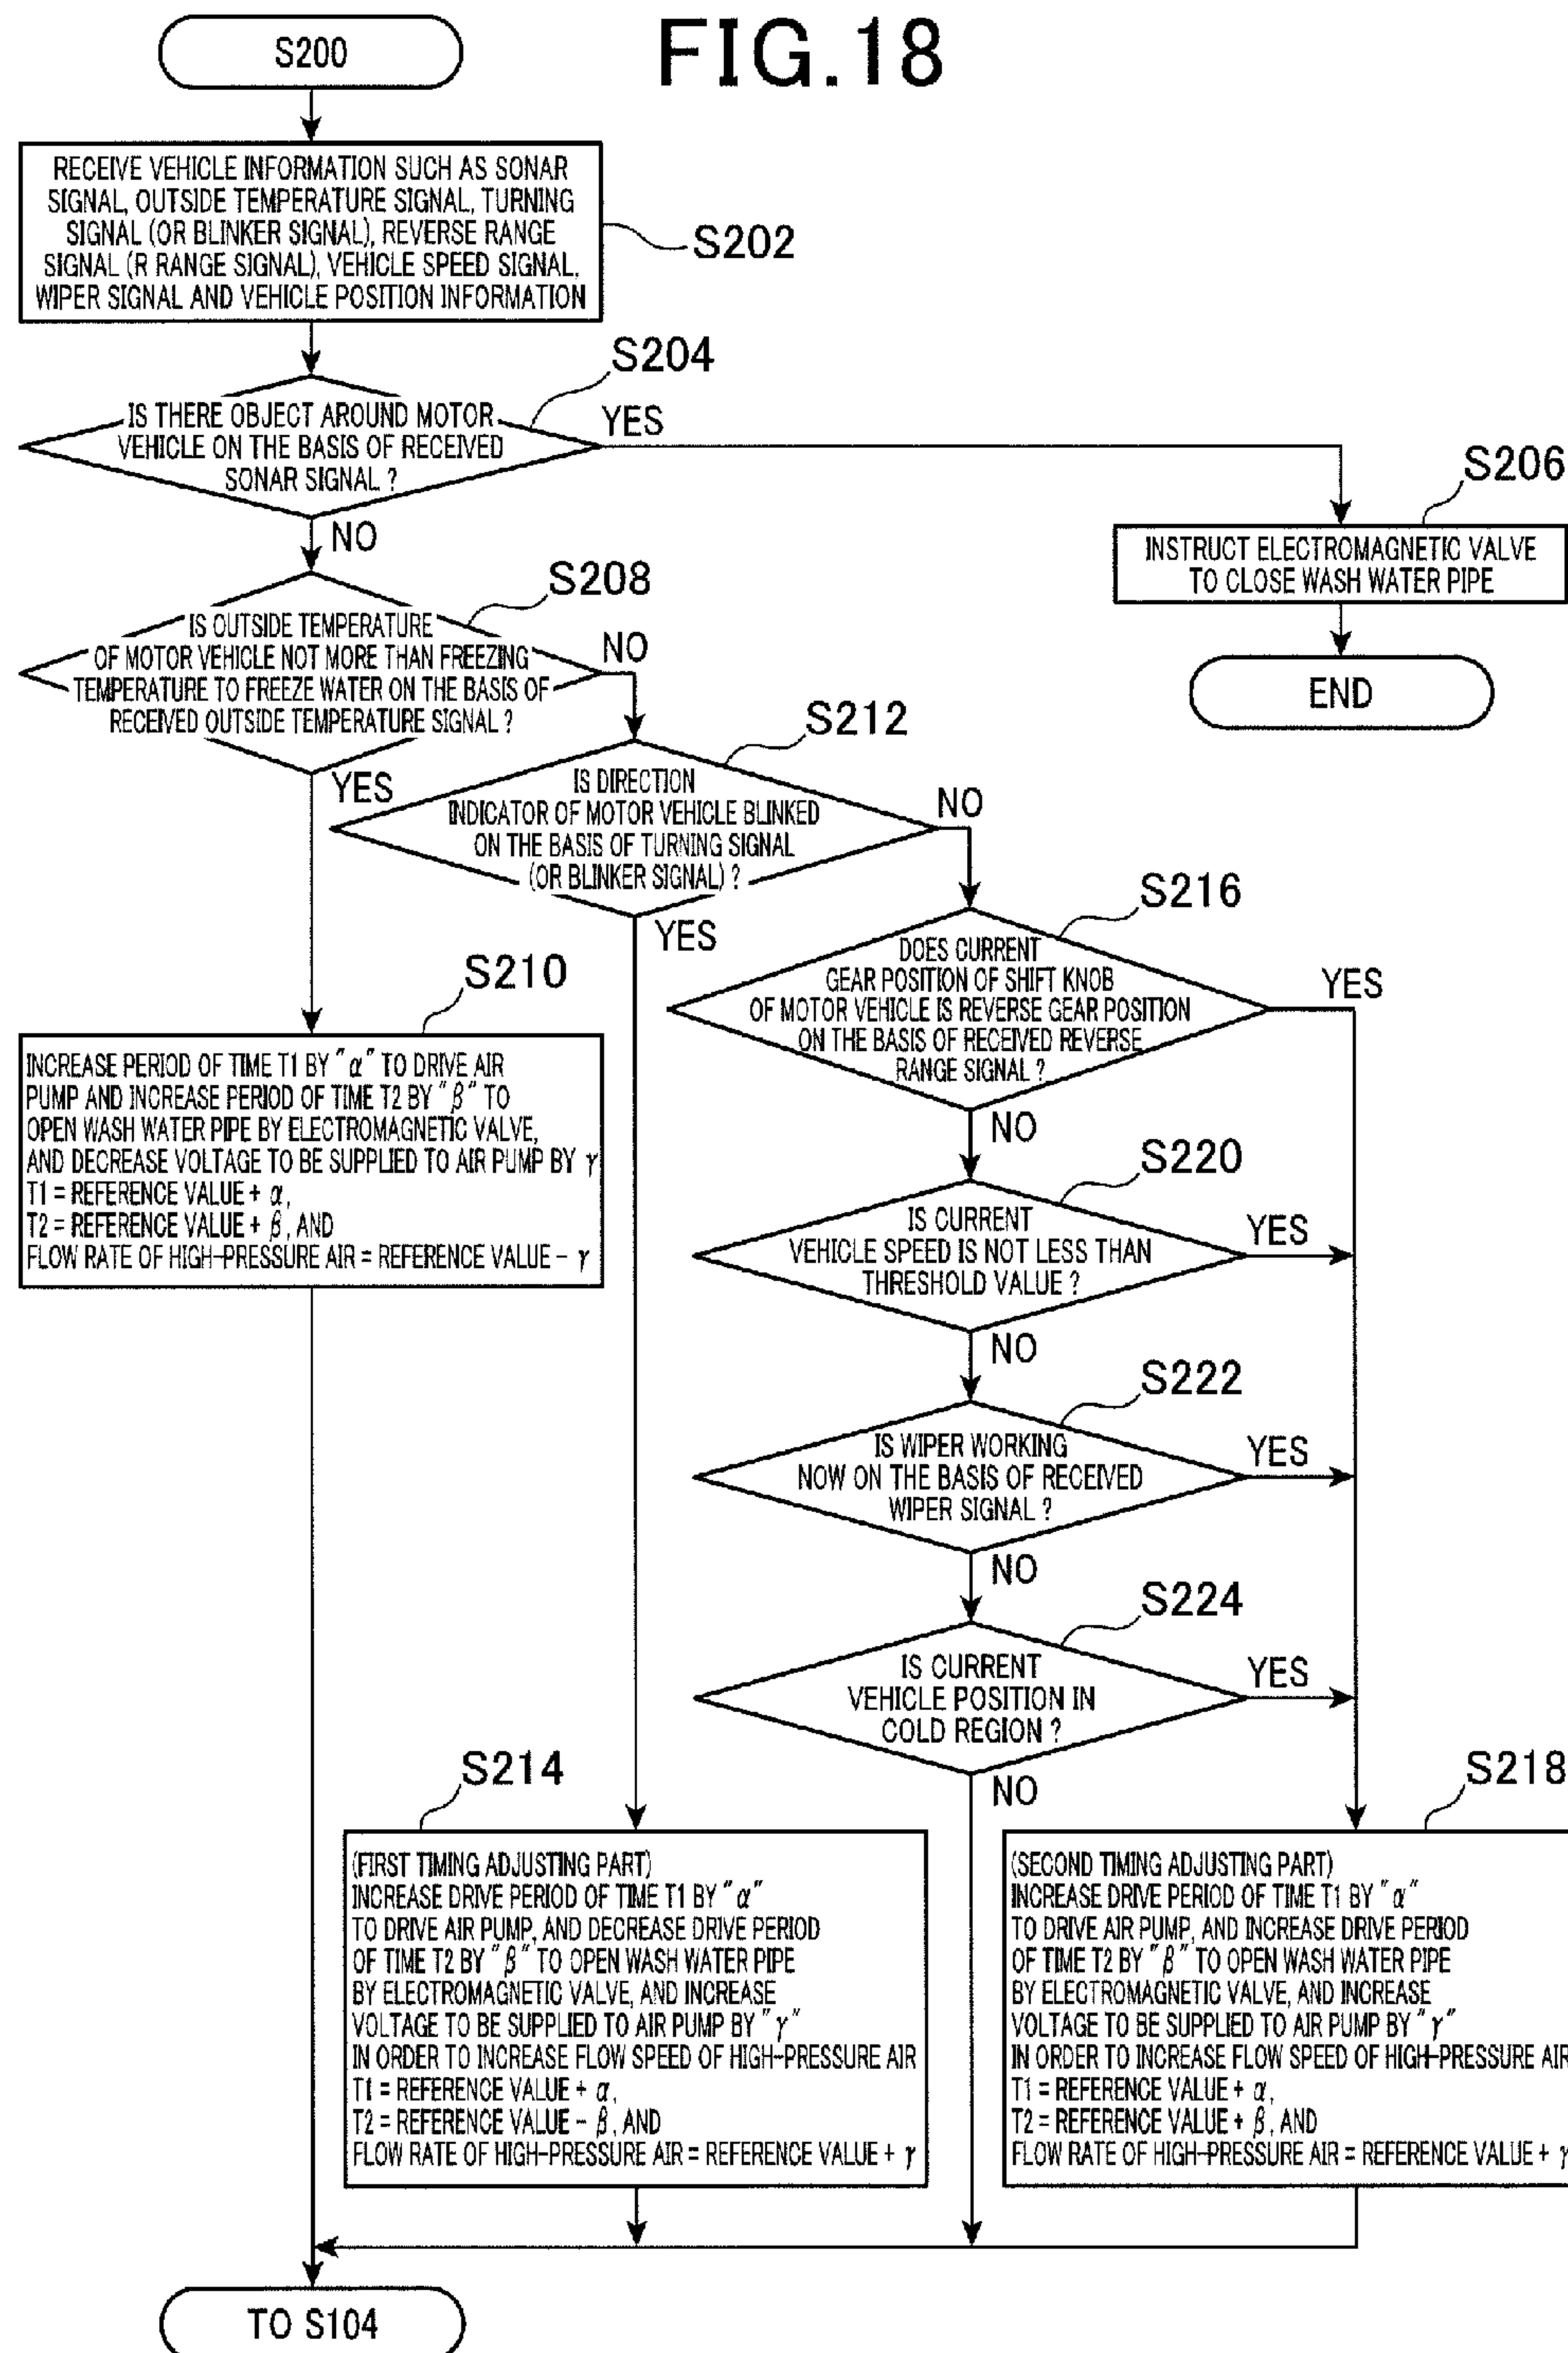 FIG.18
S200
RECEIVE VEHICLE INFORMATION SUCH AS SONAR
SIGNAL, OUTSIDE TEMPERATURE SIGNAL, TURNING
SIGNAL (OR BLINKER SIGNAL), REVERSE RANGE
SIGNAL (R RANGE SIGNAL), VEHICLE SPEED SIGNAL,
WIPER SIGNAL AND VEHICLE POSITION INFORMATION
S202
S204
IS THERE OBJECT AROUND MOTOR
VEHICLE ON THE BASIS OF RECEIVED
SONAR SIGNAL ?
YES
NO
S206
INSTRUCT ELECTROMAGNETIC VALVE
TO CLOSE WASH WATER PIPE
END
S208
IS OUTSIDE TEMPERATURE
OF MOTOR VEHICLE NOT MORE THAN FREEZING
TEMPERATURE TO FREEZE WATER ON THE BASIS OF
RECEIVED OUTSIDE TEMPERATURE SIGNAL ?
NO
YES
S212
IS DIRECTION
INDICATOR OF MOTOR VEHICLE BLINKED
ON THE BASIS OF TURNING SIGNAL
(OR BLINKER SIGNAL) ?
NO
YES
S216
DOES CURRENT
GEAR POSITION OF SHIFT KNOB
OF MOTOR VEHICLE IS REVERSE GEAR POSITION
ON THE BASIS OF RECEIVED REVERSE
RANGE SIGNAL ?
YES
NO
S210
INCREASE PERIOD OF TIME T1 BY "α" TO DRIVE AIR
PUMP AND INCREASE PERIOD OF TIME T2 BY "β" TO
OPEN WASH WATER PIPE BY ELECTROMAGNETIC VALVE,
AND DECREASE VOLTAGE TO BE SUPPLIED TO AIR PUMP BY γ
T1 = REFERENCE VALUE + α,
T2 = REFERENCE VALUE + β, AND
FLOW RATE OF HIGH-PRESSURE AIR = REFERENCE VALUE - γ
S220
IS CURRENT
VEHICLE SPEED IS NOT LESS THAN
THRESHOLD VALUE ?
YES
NO
S222
IS WIPER WORKING
NOW ON THE BASIS OF RECEIVED
WIPER SIGNAL ?
YES
NO
S224
IS CURRENT
VEHICLE POSITION IN
COLD REGION ?
YES
NO
S214
(FIRST TIMING ADJUSTING PART)
INCREASE DRIVE PERIOD OF TIME T1 BY "α"
TO DRIVE AIR PUMP, AND DECREASE DRIVE PERIOD
OF TIME T2 BY "β" TO OPEN WASH WATER PIPE
BY ELECTROMAGNETIC VALVE, AND INCREASE
VOLTAGE TO BE SUPPLIED TO AIR PUMP BY "γ"
IN ORDER TO INCREASE FLOW SPEED OF HIGH-PRESSURE AIR
T1 = REFERENCE VALUE + α,
T2 = REFERENCE VALUE - β, AND
FLOW RATE OF HIGH-PRESSURE AIR = REFERENCE VALUE + γ
S218
(SECOND TIMING ADJUSTING PART)
INCREASE DRIVE PERIOD OF TIME T1 BY "α"
TO DRIVE AIR PUMP, AND INCREASE DRIVE PERIOD
OF TIME T2 BY "β" TO OPEN WASH WATER PIPE
BY ELECTROMAGNETIC VALVE, AND INCREASE
VOLTAGE TO BE SUPPLIED TO AIR PUMP BY "γ"
IN ORDER TO INCREASE FLOW SPEED OF HIGH-PRESSURE AIR
T1 = REFERENCE VALUE + α,
T2 = REFERENCE VALUE + β, AND
FLOW RATE OF HIGH-PRESSURE AIR = REFERENCE VALUE + γ
TO S104